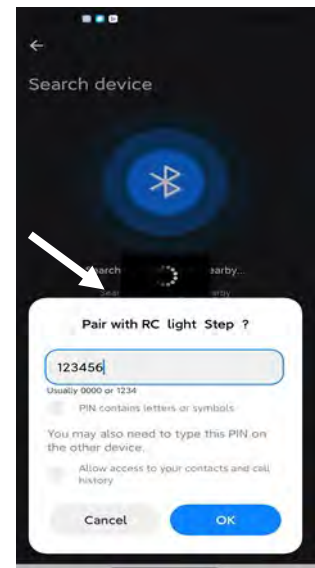 Search device
Search earby...
Pair with RC light Step ?
123456
Usually 0000 or 1234
PIN contains letters or symbols
You may also need to type this PIN on
the other device.
Allow access to your contacts and call
history
Cancel OK